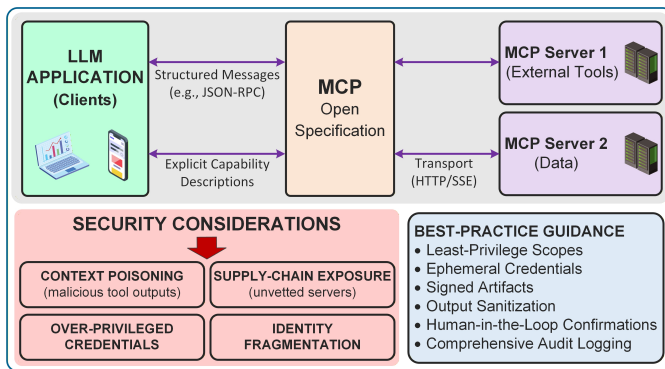 LLM
APPLICATION
(Clients)
Structured Messages
(e.g., JSON-RPC)
Explicit Capability
Descriptions
MCP
Open
Specification
Transport
(HTTP/SSE)
MCP Server 1
(External Tools)
MCP Server 2
(Data)
SECURITY CONSIDERATIONS
CONTEXT POISONING
(malicious tool outputs)
SUPPLY-CHAIN EXPOSURE
(unvetted servers)
OVER-PRIVILEGED
CREDENTIALS
IDENTITY
FRAGMENTATION
BEST-PRACTICE GUIDANCE
• Least-Privilege Scopes
• Ephemeral Credentials
• Signed Artifacts
• Output Sanitization
• Human-in-the-Loop Confirmations
• Comprehensive Audit Logging